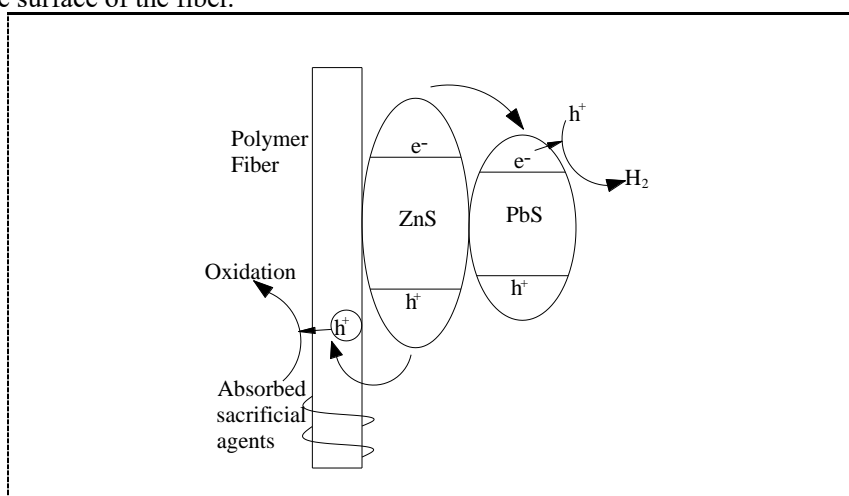 e surface of the fiber.
h+
Polymer
Fiber
e-
e-
H2
ZnS
PbS
Oxidation
h+
h+
h+
Absorbed
sacrificial
agents